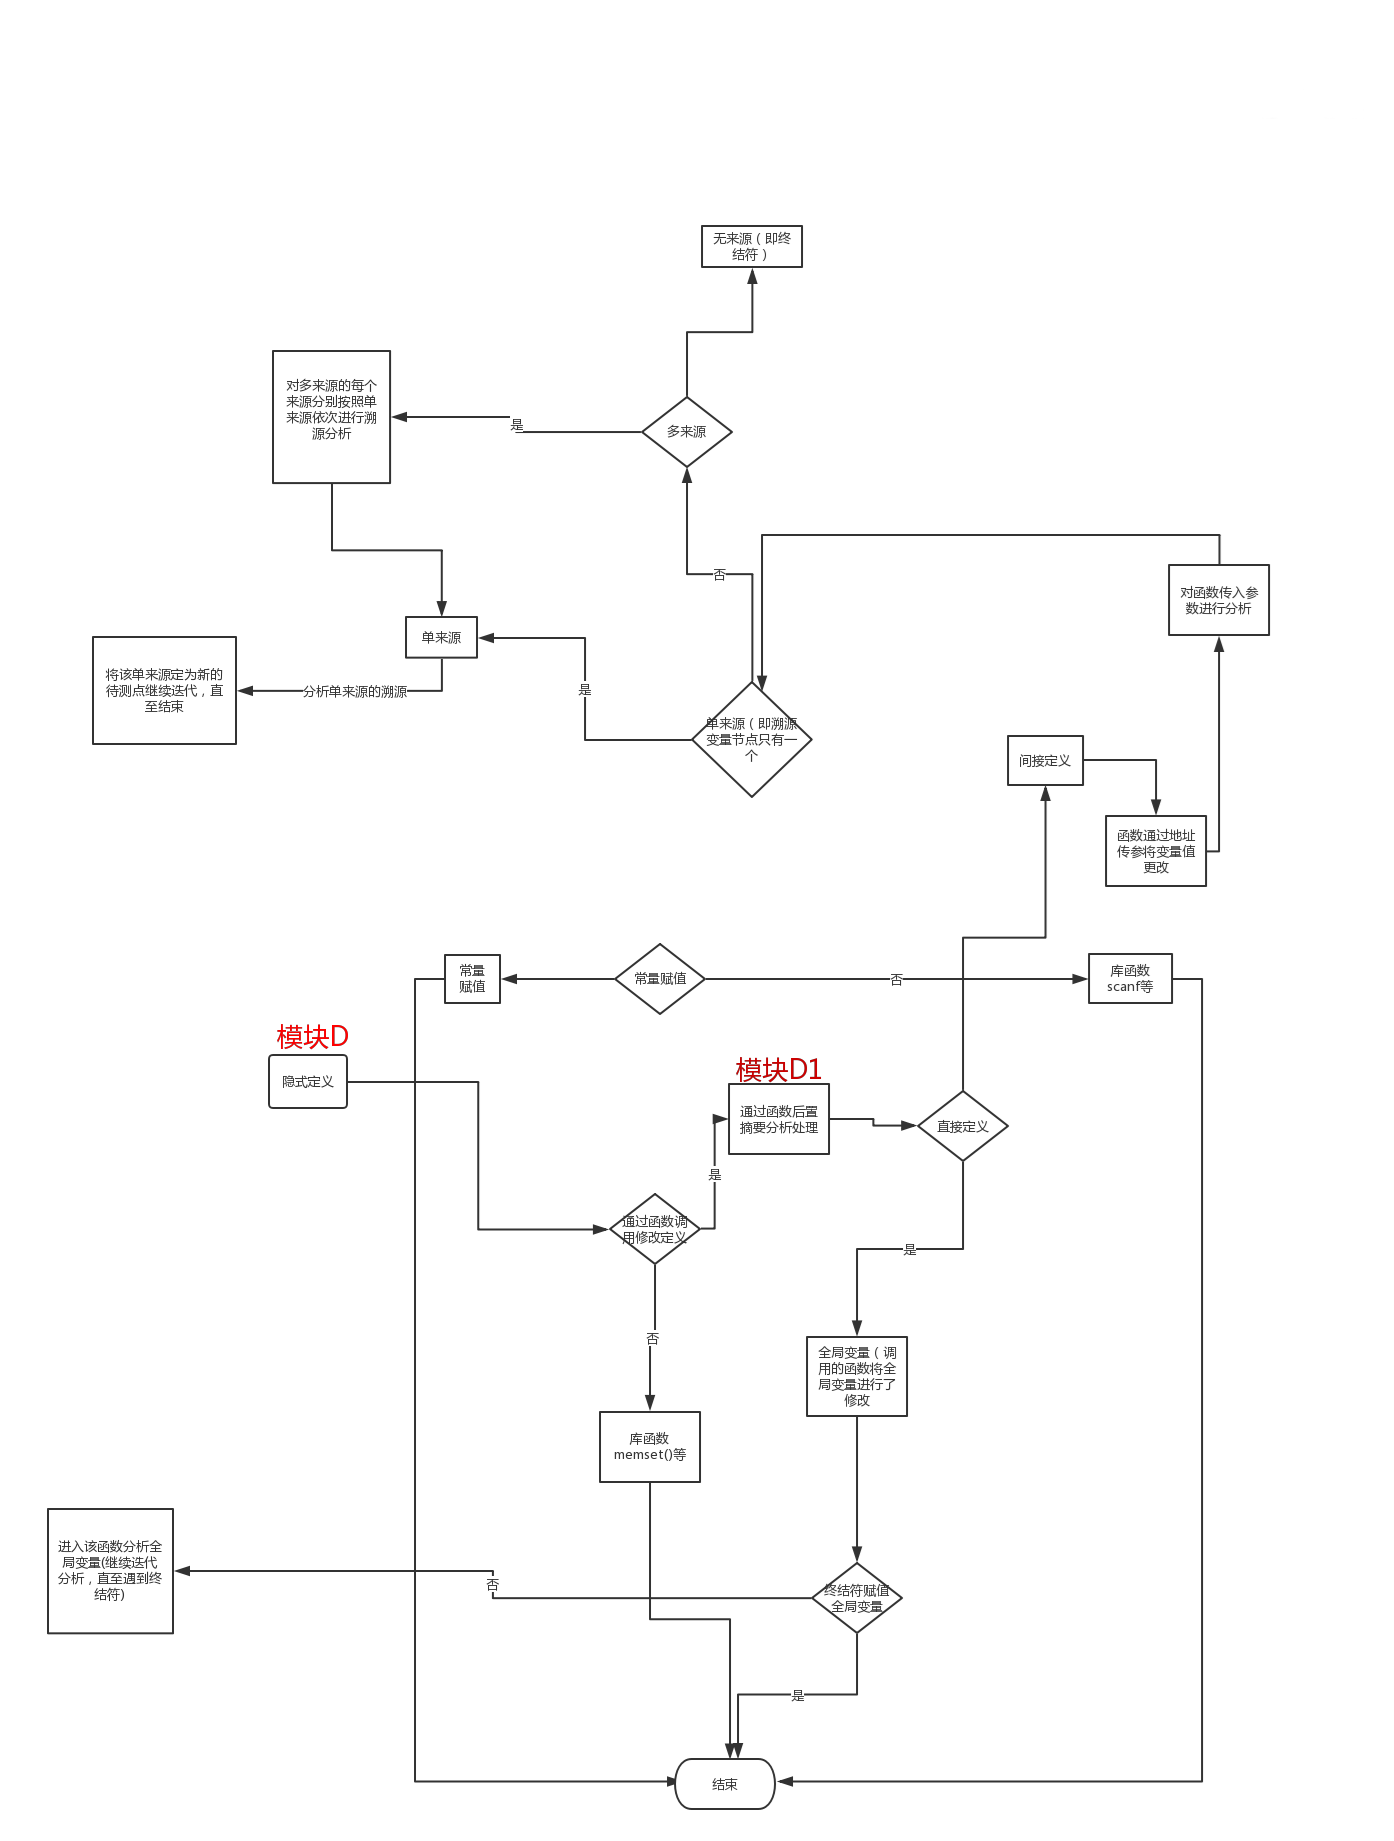 无来源（即终
结符）
对多来源的每个
来源分别按照单
来源依次进行溯
源分析
是
多来源
否
对函数传入参
数进行分析
单来源
将该单来源定为新的
待测点继续迭代，直
至结束
分析单来源的溯源
是
单来源（即溯源
变量节点只有一
个
间接定义
函数通过地址
传参将变量值
更改
常量
赋值
常量赋值
否
库函数
scanf等
模块D
隐式定义
模块D1
通过函数后置
摘要分析处理
直接定义
是
通过函数调
用修改定义
是
否
全局变量（调
用的函数将全
局变量进行了
修改
库函数
memset()等
进入该函数分析全
局变量(继续迭代
分析，直至遇到终
结符)
否
终结符赋值
全局变量
是
结束